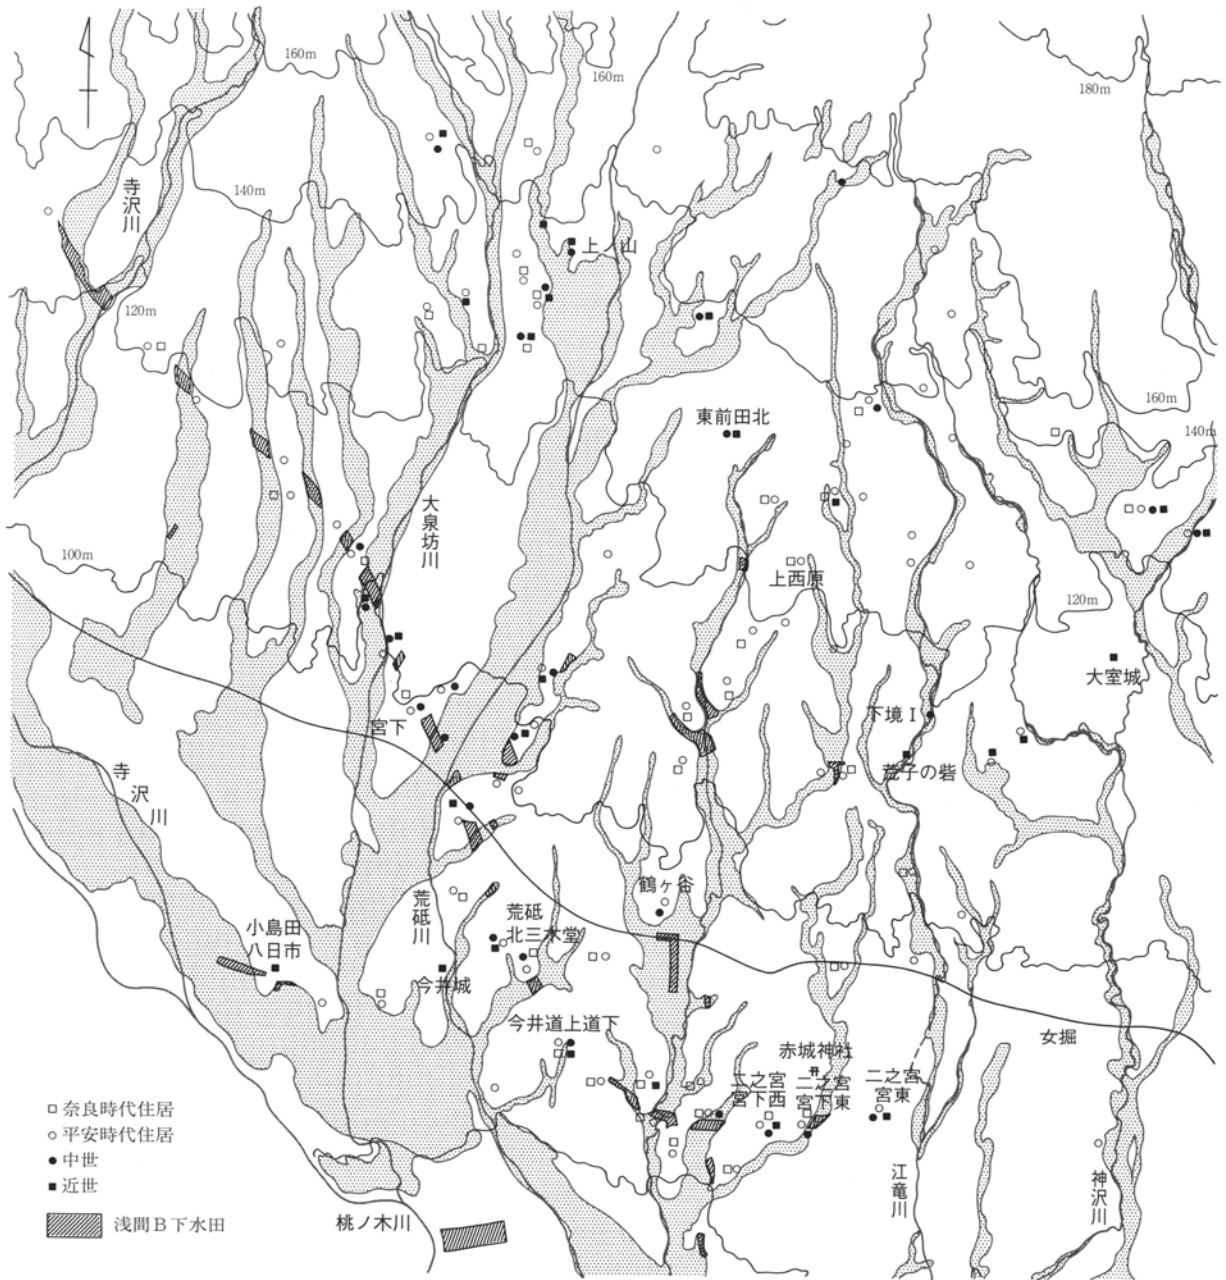 160m
160m
180m
寺沢川
140m
上ノ山
120m
東前田北
160m
140m
大泉坊川
100m
上西原
120m
大室城
宮下
下境Ⅰ
荒子の砦
寺沢川
鶴ヶ谷
荒砥川
荒砥
北三木堂
小島田
八日市
今井城
今井道上道下
女堀
赤城神社
二之宮
宮下西
二之宮
宮下東
二之宮
宮東
□ 奈良時代住居
○ 平安時代住居
● 中世
■ 近世
浅間B下水田
桃ノ木川
江竜川
神沢川